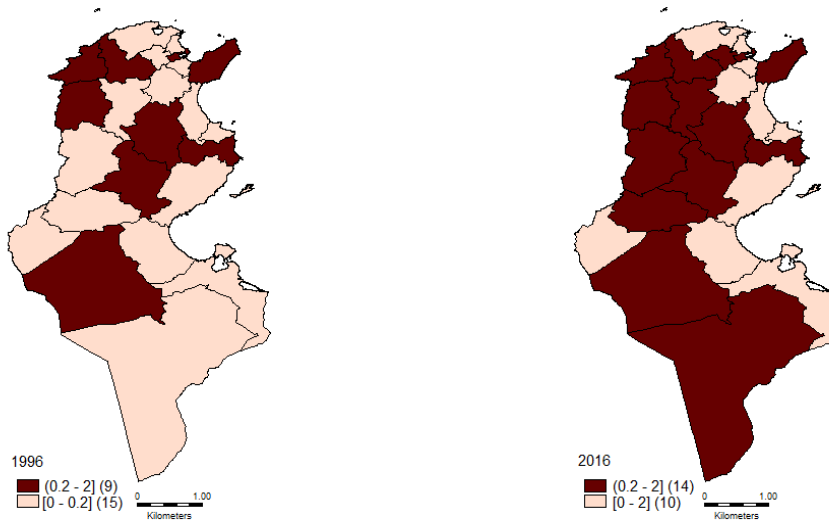 1996
(0.2 - 2] (9)
[0 - 0.2] (15)
0 1.00
Kilometers
2016
(0.2 - 2] (14)
[0 - 2] (10)
0 1.00
Kilometers